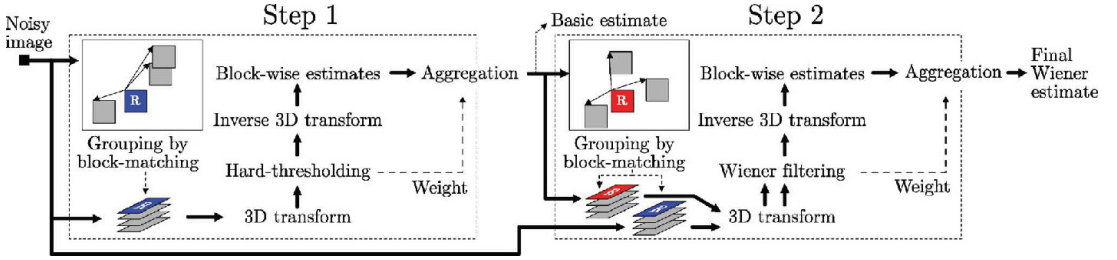 Step 1
Step 2
Noisy
image
Basic estimate
R
Block-wise estimates
Aggregation
Inverse 3D transform
Grouping by
block-matching
Hard-thresholding
Weight
3D transform
R
Block-wise estimates
Aggregation
Final
Wiener
estimate
Inverse 3D transform
Grouping by
block-matching
Wiener filtering
Weight
3D transform